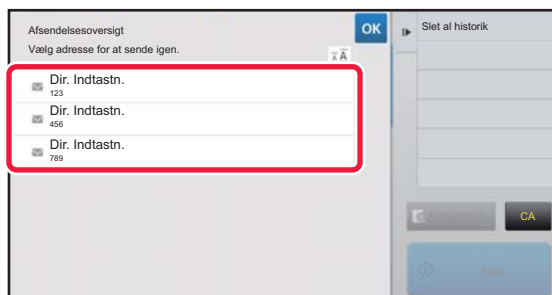 Afsendelsesoversigt
OK
Vælg adresse for at sende igen.
Dir. Indtastn.
123
Dir. Indtastn.
456
Dir. Indtastn.
789
Slet al historik
CA
Start